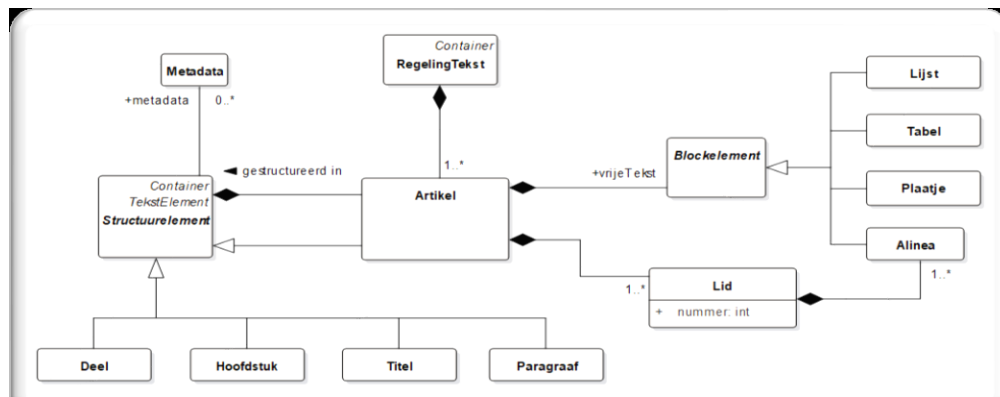 Container
RegelingTekst
Metadata
+metadata 0..*
Lijst
Tabel
Blockelement
1..*
gestructureerd in
+vrijeTekst
Container
TekstElement
Structuurelement
Artikel
Plaatje
Alinea
1..*
1..*
Lid
+ nummer: int
Deel
Hoofdstuk
Titel
Paragraaf